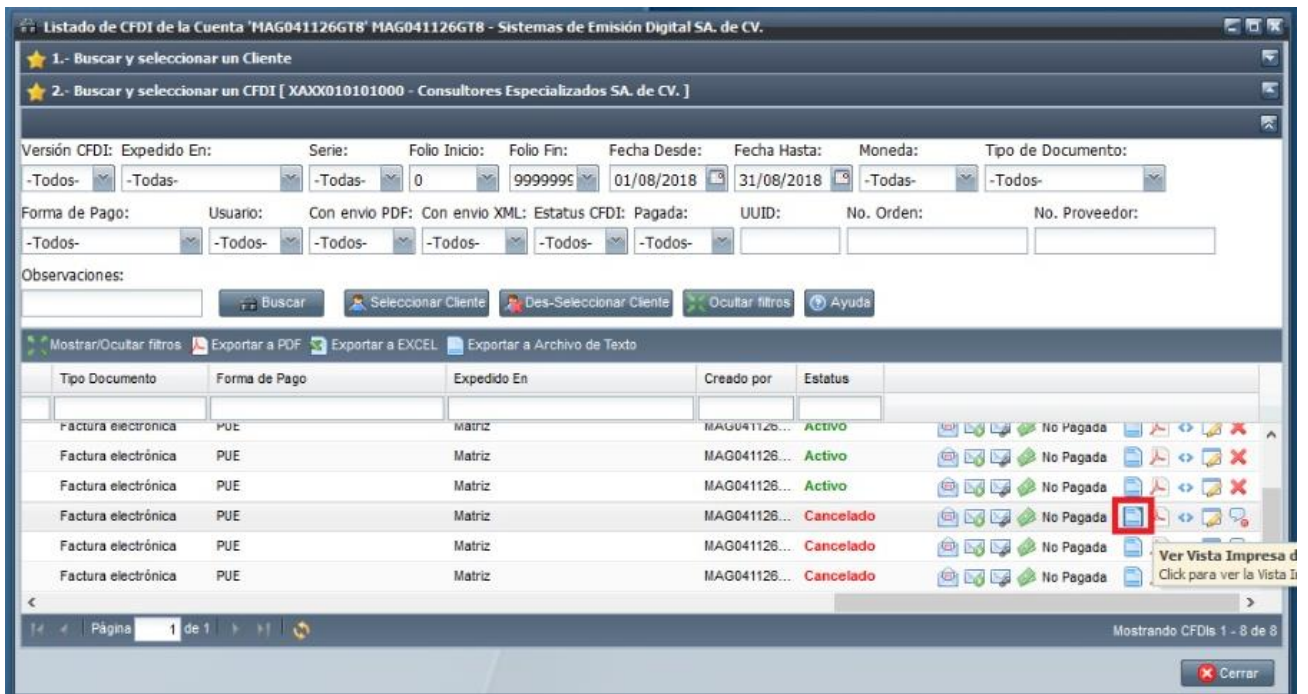 Listado de CFDI de la Cuenta 'MAG041126GT8' MAG041126GT8 - Sistemas de Emisión Digital SA. de CV.
1.- Buscar y seleccionar un Cliente
2.- Buscar y seleccionar un CFDI [ XAXX010101000 - Consultores Especializados SA. de CV. ]
Versión CFDI: Expedido En: Serie: Folio Inicio: Folio Fin: Fecha Desde: Fecha Hasta: Moneda: Tipo de Documento:
-Todos- -Todas- -Todas- 0 9999999 01/08/2018 31/08/2018 -Todas- -Todos-
Forma de Pago: Usuario: Con envio PDF: Con envio XML: Estatus CFDI: Pagada: UUID: No. Orden: No. Proveedor:
-Todos- -Todos- -Todos- -Todos- -Todos- -Todos-
Observaciones:
Buscar Seleccionar Cliente Des-Seleccionar Cliente Ocultar filtros Ayuda
Mostrar/Ocultar filtros Exportar a PDF Exportar a EXCEL Exportar a Archivo de Texto
Tipo Documento Forma de Pago Expedido En Creado por Estatus
Factura electrónica PUE Matriz MAG041126... Activo No Pagada
Factura electrónica PUE Matriz MAG041126... Activo No Pagada
Factura electrónica PUE Matriz MAG041126... Activo No Pagada
Factura electrónica PUE Matriz MAG041126... Cancelado No Pagada
Factura electrónica PUE Matriz MAG041126... Cancelado No Pagada
Ver Vista Impresa d
Factura electrónica PUE Matriz MAG041126... Cancelado No Pagada
Click para ver la Vista I
Página 1 de 1 Mostrando CFDIs 1 - 8 de 8
Cerrar